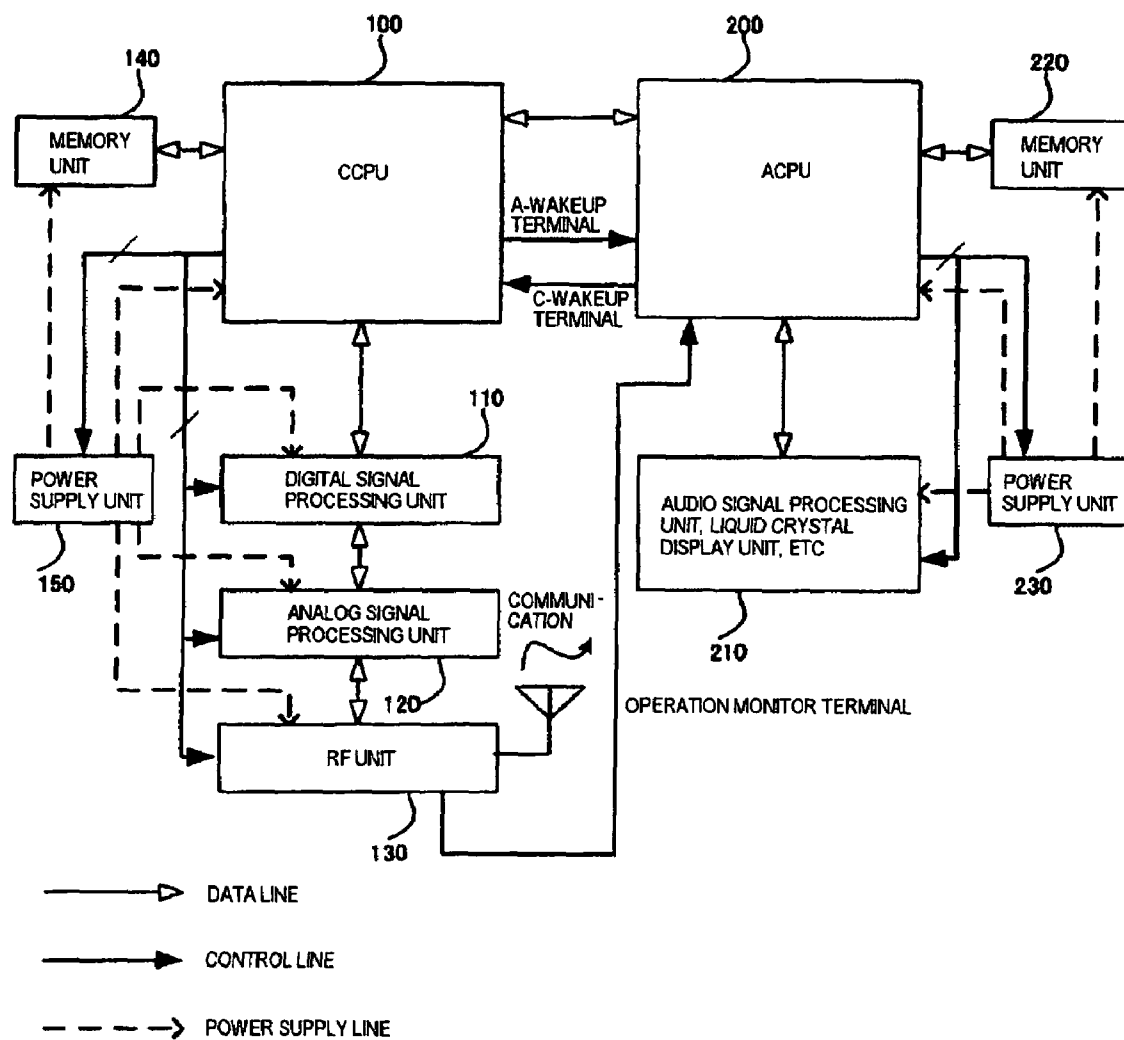 100
200
140
220
MEMORY
UNIT
CCPU
ACPU
MEMORY
UNIT
A-WAKEUP
TERMINAL
C-WAKEUP
TERMINAL
110
POWER
SUPPLY UNIT
DIGITAL SIGNAL
PROCESSING UNIT
AUDIO SIGNAL PROCESSING
UNIT, LIQUID CRYSTAL
DISPLAY UNIT, ETC
POWER
SUPPLY UNIT
150
230
ANALOG SIGNAL
PROCESSING UNIT
COMMUNI-
CATION
210
120
OPERATION MONITOR TERMINAL
RF UNIT
130
DATA LINE
CONTROL LINE
POWER SUPPLY LINE